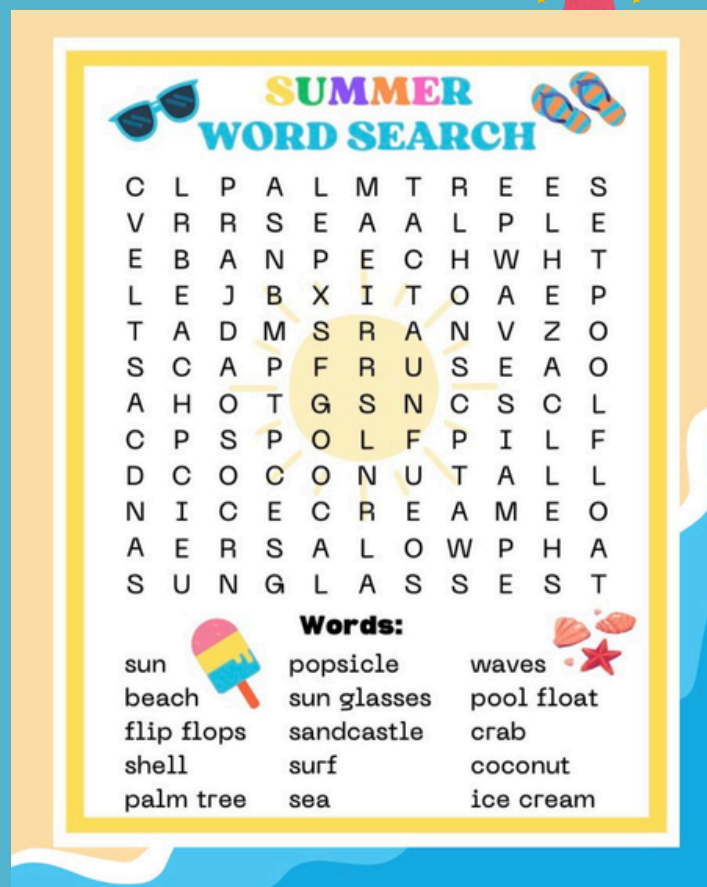 SUMMER
WORD SEARCH
C L P A L M T R E E S
V R R S E A A L P L E
E B A N P E C H W H T
L E J B X I T O A E P
T A D M S R A N V Z O
S C A P F R U S E A O
A H O T G S N C S C L
C P S P O L F P I L F
D C O C O N U T A L L
N I C E C R E A M E O
A E R S A L O W P H A
S U N G L A S S E S T
Words:
sun popsicle waves
beach sun glasses pool float
flip flops sandcastle crab
shell surf coconut
palm tree sea ice cream